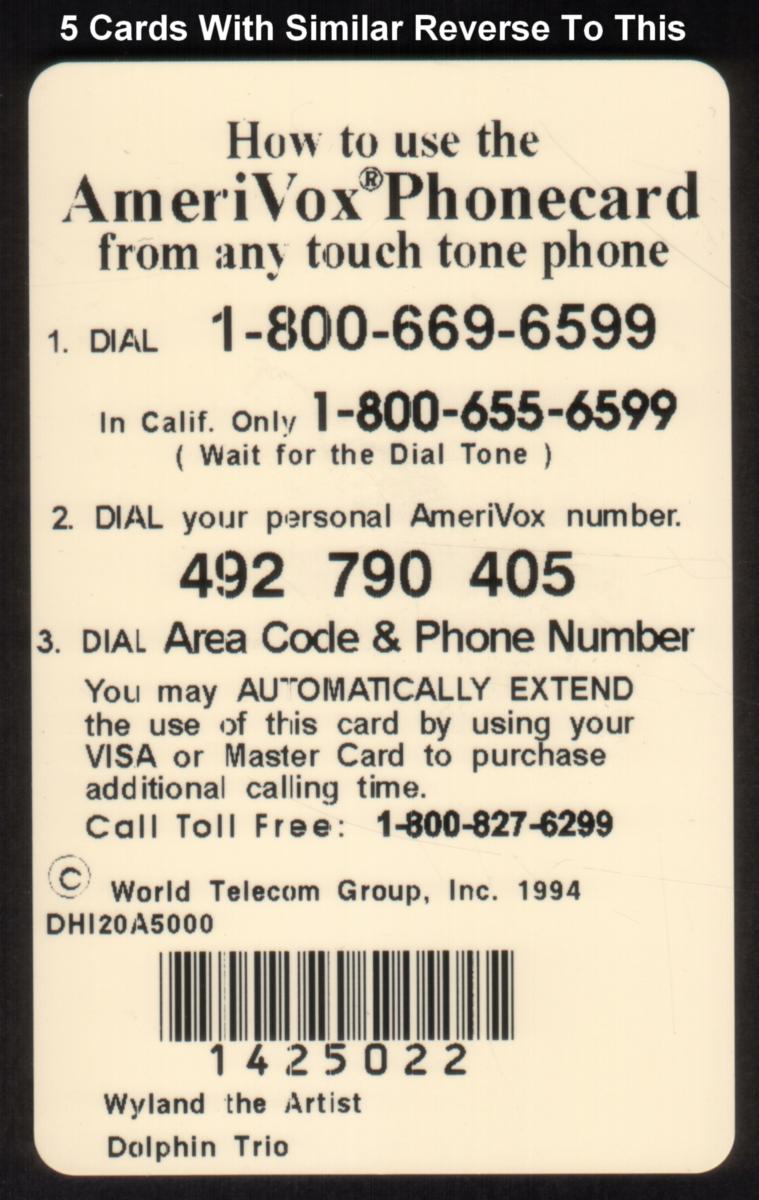 5 Cards With Similar Reverse To This
How to use the
AmeriVox® Phonecard
from any touch tone phone
1. DIAL 1-800-669-6599
In Calif. Only 1-800-655-6599
( Wait for the Dial Tone )
2. DIAL your personal AmeriVox number.
492 790 405
3. DIAL Area Code & Phone Number
You may AUTOMATICALLY EXTEND
the use of this card by using your
VISA or Master Card to purchase
additional calling time.
Call Toll Free: 1-800-827-6299
© World Telecom Group, Inc. 1994
DHI20A5000
1425022
Wyland the Artist
Dolphin Trio